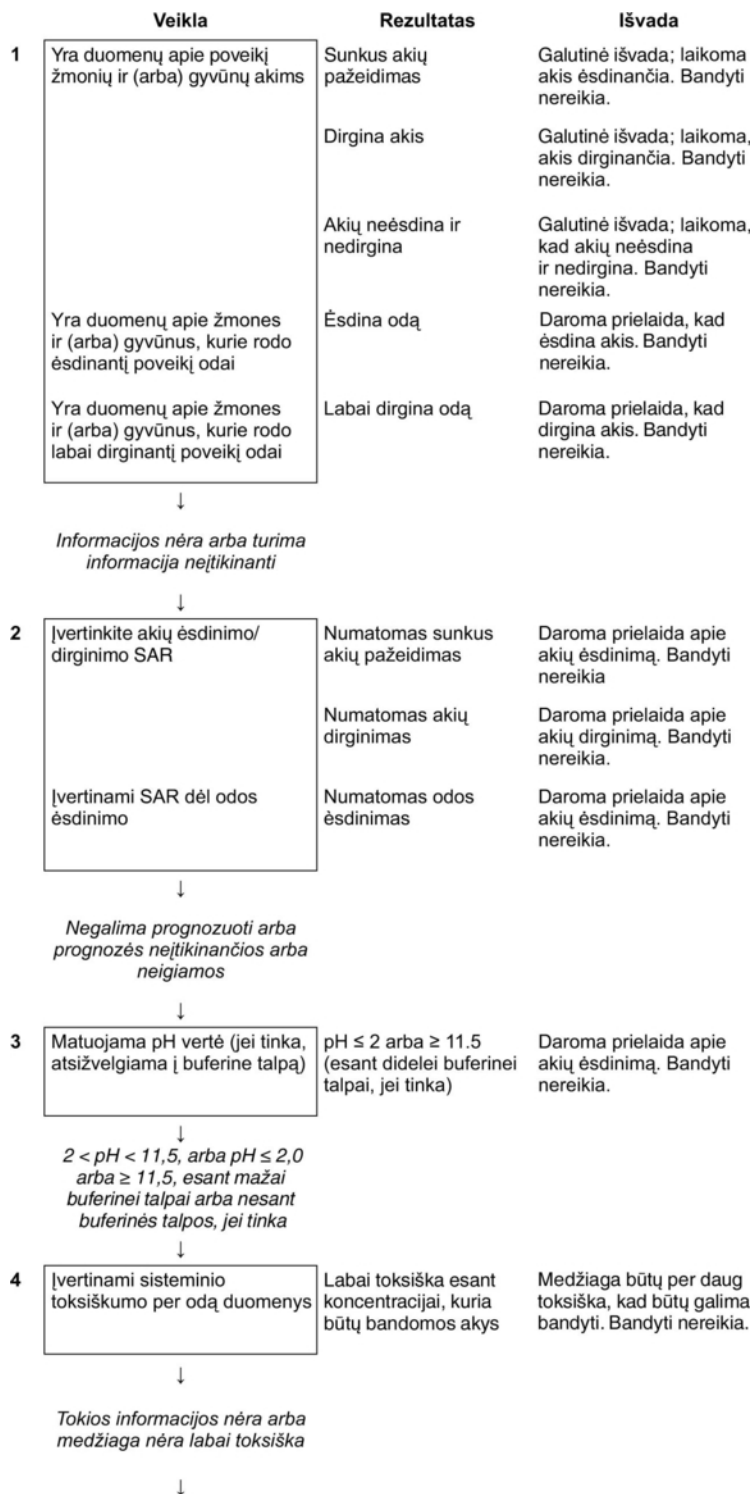 Veikla Rezultatas Išvada
1 Yra duomenų apie poveikį Sunkus akių Galutinė išvada; laikoma
žmonių ir (arba) gyvūnų akims pažeidimas akis ėsdinančia. Bandyti
nereikia.
Dirgina akis Galutinė išvada; laikoma,
akis dirginančia. Bandyti
nereikia.
Akių neėsdina ir Galutinė išvada; laikoma,
nedirgina kad akių neėsdina
ir nedirgina. Bandyti
nereikia.
Yra duomenų apie žmones Ėsdina odą Daroma prielaida, kad
ir (arba) gyvūnus, kurie rodo ėsdina akis. Bandyti
ėsdinantį poveikį odai nereikia.
Yra duomenų apie žmones Labai dirgina odą Daroma prielaida, kad
ir (arba) gyvūnus, kurie rodo dirgina akis. Bandyti
labai dirginantį poveikį odai nereikia.
↓
Informacijos nėra arba turima
informacija neįtikinanti
↓
2 Įvertinkite akių ėsdinimo/ Numatomas sunkus Daroma prielaida apie
dirginimo SAR akių pažeidimas akių ėsdinimą. Bandyti
nereikia
Numatomas akių Daroma prielaida apie
dirginimas akių dirginimą. Bandyti
nereikia.
Įvertinami SAR dėl odos Numatomas odos Daroma prielaida apie
ėsdinimo ėsdinimas akių ėsdinimą. Bandyti
nereikia.
↓
Negalima prognozuoti arba
prognozės neįtikinančios arba
neigiamos
↓
3 Matuojama pH vertė (jei tinka, pH ≤ 2 arba ≥ 11.5 Daroma prielaida apie
atsižvelgiama į buferine talpą) (esant didelei buferinei akių ėsdinimą. Bandyti
talpai, jei tinka) nereikia.
↓
2 < pH < 11,5, arba pH ≤ 2,0
arba ≥ 11,5, esant mažai
buferinei talpai arba nesant
buferinės talpos, jei tinka
↓
4 Įvertinami sisteminio Labai toksiška esant Medžiaga būtų per daug
toksiškumo per odą duomenys koncentracijai, kuria toksiška, kad būtų galima
būtų bandomos akys bandyti. Bandyti nereikia.
↓
Tokios informacijos nėra arba
medžiaga nėra labai toksiška
↓